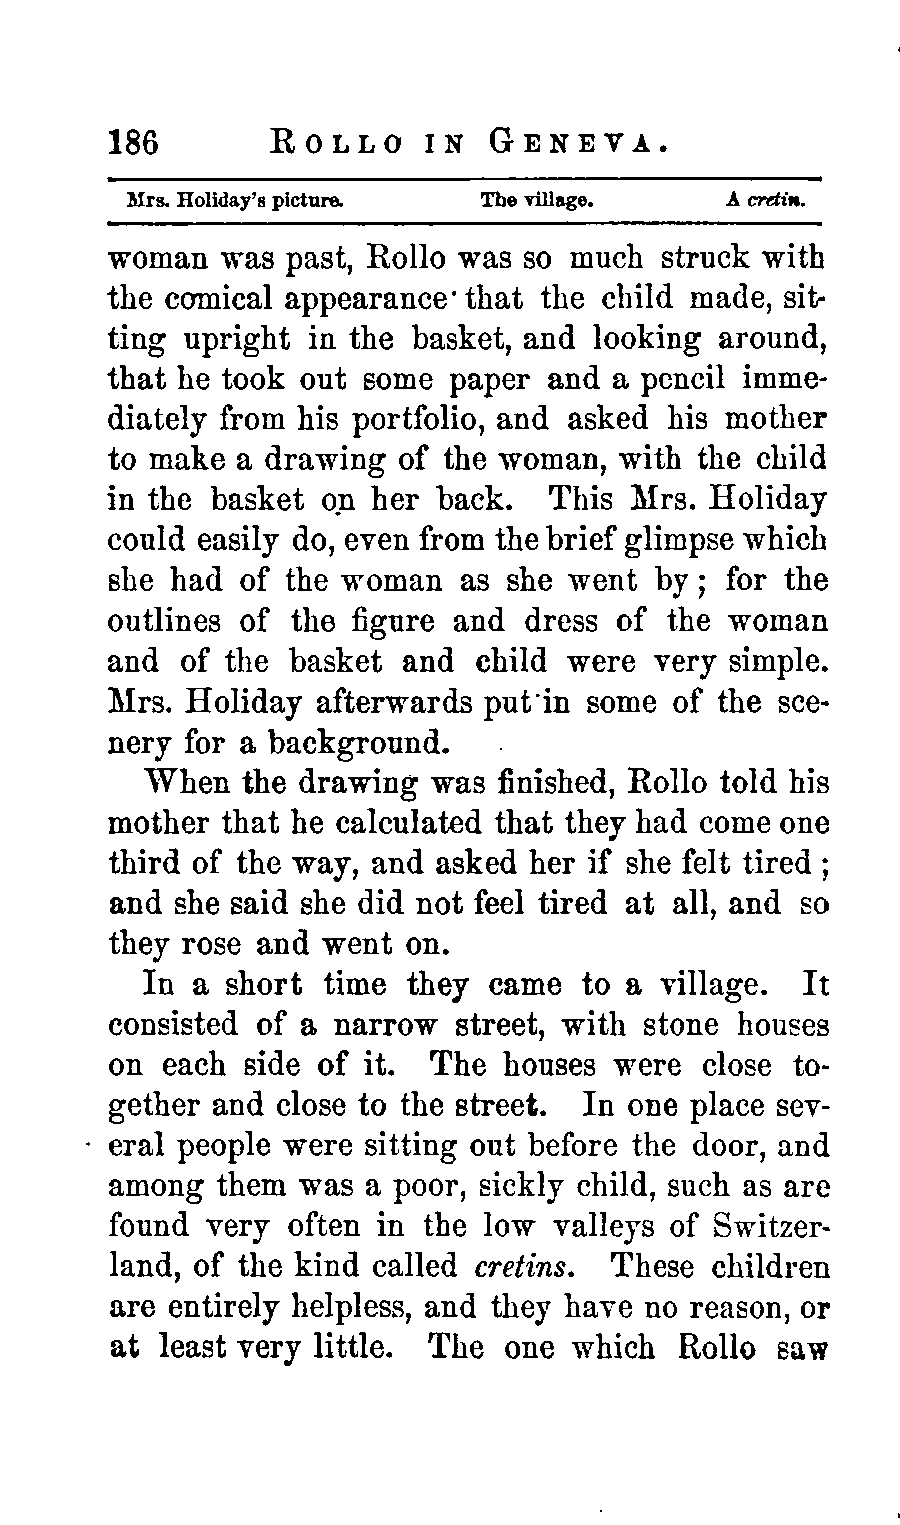 186 ROLLO IN GENEVA.
Mrs. Holiday's picture. The village. A cretin.
woman was past, Rollo was so much struck with
the comical appearance that the child made, sit-
ting upright in the basket, and looking around,
that he took out some paper and a pencil imme-
diately from his portfolio, and asked his mother
to make a drawing of the woman, with the child
in the basket on her back. This Mrs. Holiday
could easily do, even from the brief glimpse which
she had of the woman as she went by; for the
outlines of the figure and dress of the woman
and of the basket and child were very simple.
Mrs. Holiday afterwards put in some of the sce-
nery for a background.
When the drawing was finished, Rollo told his
mother that he calculated that they had come one
third of the way, and asked her if she felt tired;
and she said she did not feel tired at all, and so
they rose and went on.
In a short time they came to a village. It
consisted of a narrow street, with stone houses
on each side of it. The houses were close to-
gether and close to the street. In one place sev-
eral people were sitting out before the door, and
among them was a poor, sickly child, such as are
found very often in the low valleys of Switzer-
land, of the kind called cretins. These children
are entirely helpless, and they have no reason, or
at least very little. The one which Rollo saw